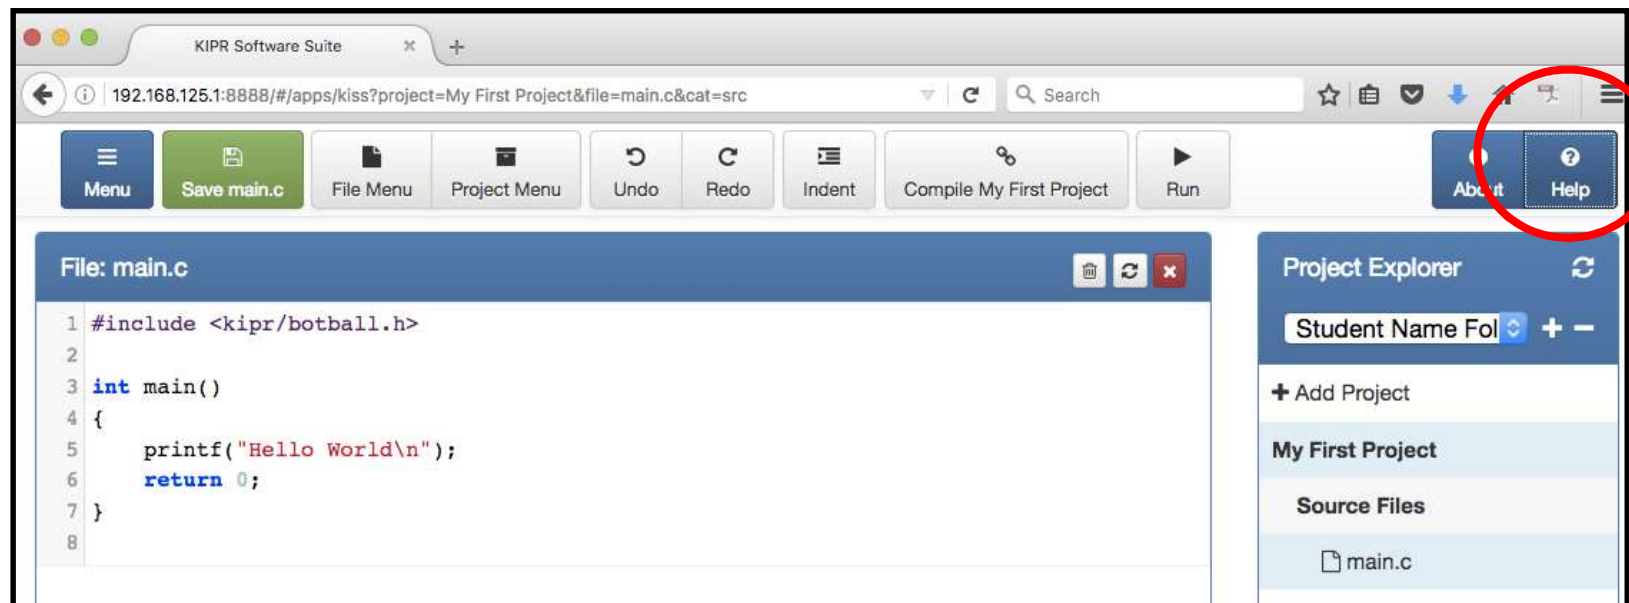 KIPR Software Suite
192.168.125.1:8888/#/apps/kiss?project=My First Project&file=main.c&cat=src
Search
Menu
Save main.c
File Menu
Project Menu
Undo
Redo
Indent
Compile My First Project
Run
About
Help
File: main.c
Project Explorer
1 #include <kipr/botball.h>
2
3 int main()
4 {
5 printf("Hello World\n");
6 return 0;
7 }
8
Student Name Fol
+ Add Project
My First Project
Source Files
main.c